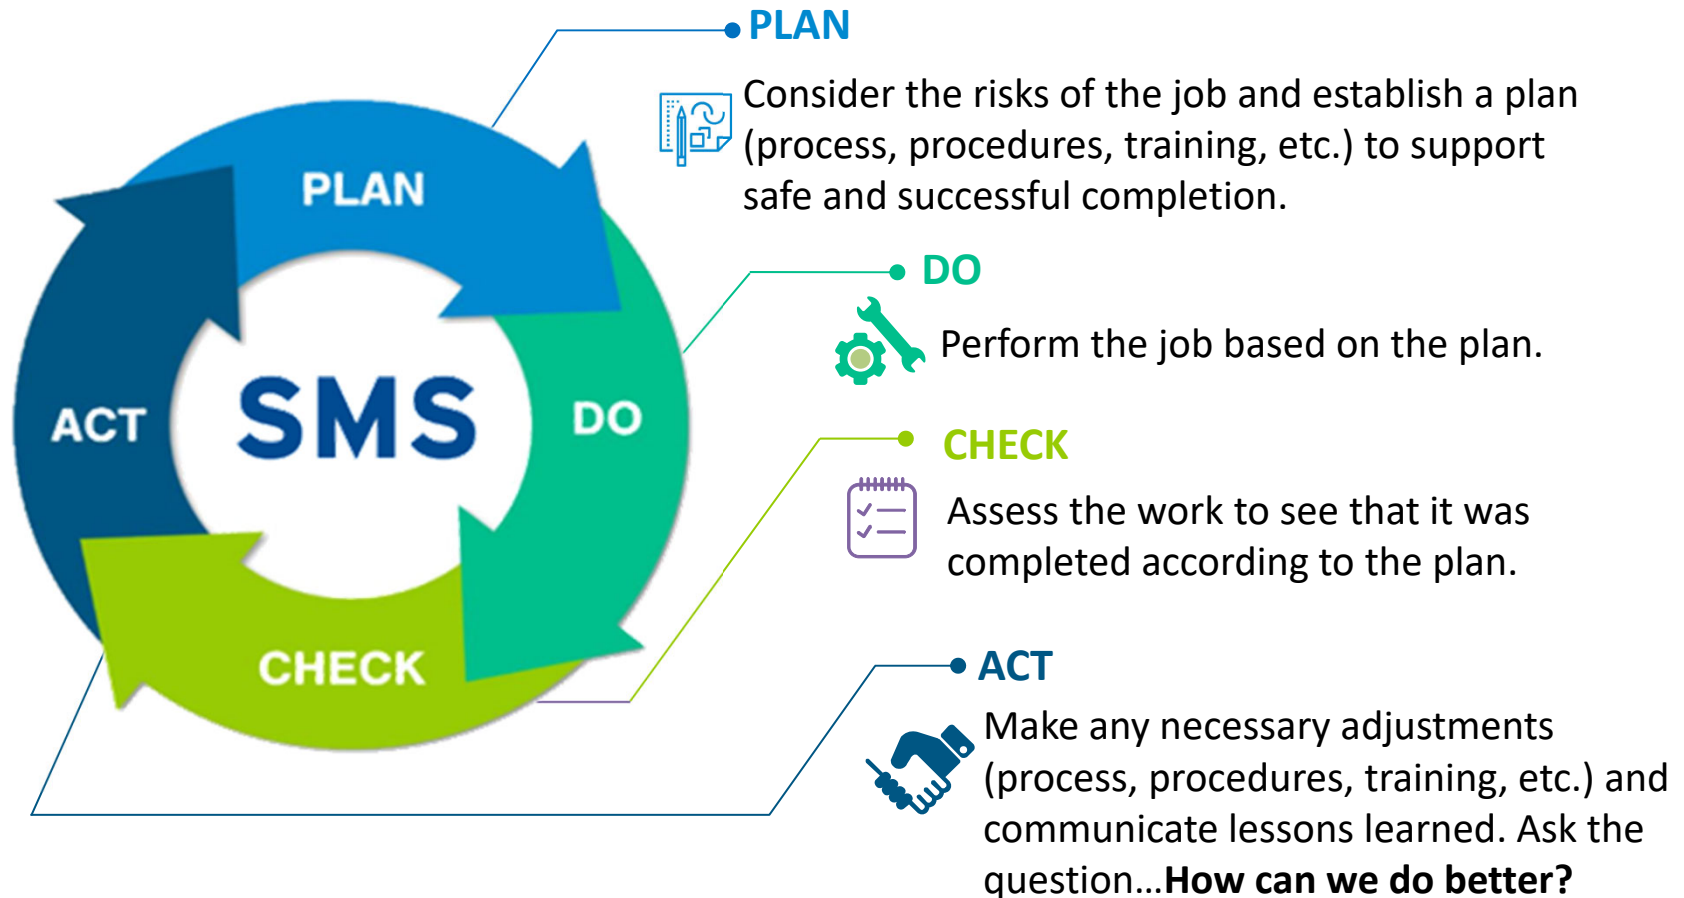 PLAN
Consider the risks of the job and establish a plan
(process, procedures, training, etc.) to support
safe and successful completion.
DO
Perform the job based on the plan.
CHECK
Assess the work to see that it was
completed according to the plan.
ACT
Make any necessary adjustments
(process, procedures, training, etc.) and
communicate lessons learned. Ask the
question…How can we do better?
PLAN
DO
CHECK
ACT
SMS